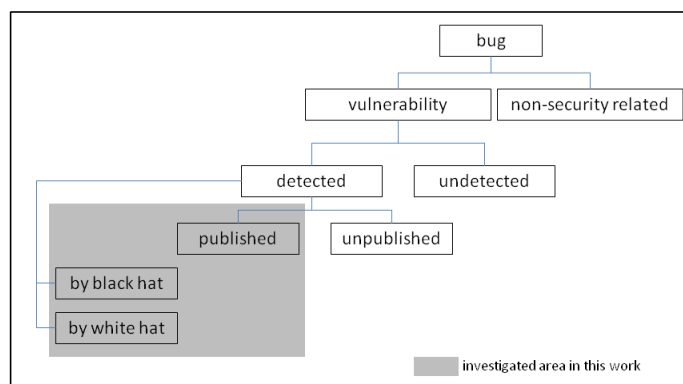 bug
vulnerability
non-security related
detected
undetected
published
unpublished
by black hat
by white hat
investigated area in this work